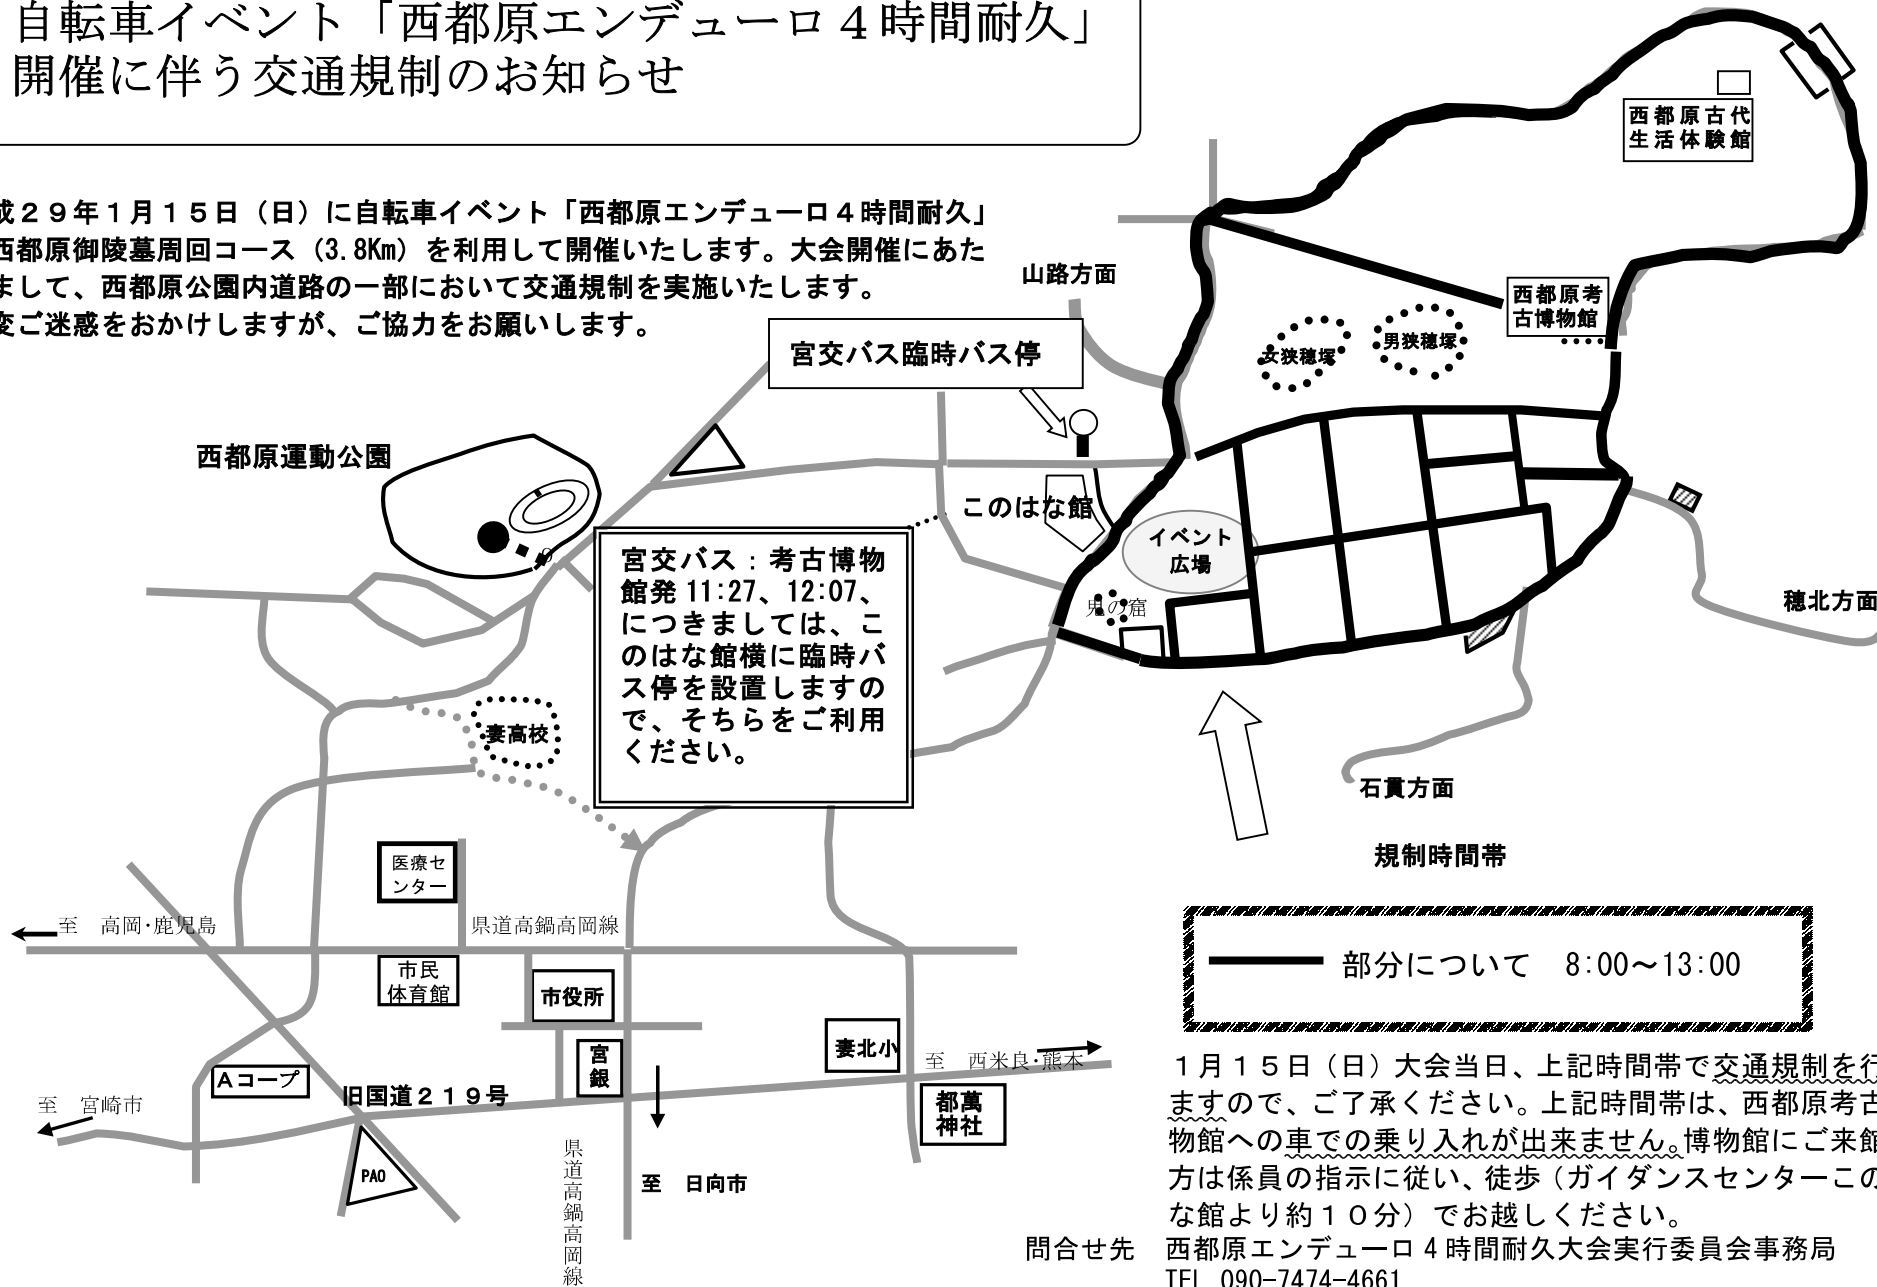 自転車イベント「西都原エンデューロ４時間耐久」
開催に伴う交通規制のお知らせ
成２９年１月１５日（日）に自転車イベント「西都原エンデューロ４時間耐久」
西都原御陵墓周回コース（3.8Km）を利用して開催いたします。大会開催にあた
まして、西都原公園内道路の一部において交通規制を実施いたします。
変ご迷惑をおかけしますが、ご協力をお願いします。
西都原古代
生活体験館
山路方面
西都原考
古博物館
宮交バス臨時バス停
女狭穂塚
男狭穂塚
西都原運動公園
このはな館
イベント
広場
鬼の窟
穂北方面
宮交バス：考古博物
館発 11:27、12:07、
につきましては、こ
のはな館横に臨時バ
ス停を設置しますの
で、そちらをご利用
ください。
妻高校
石貫方面
規制時間帯
医療セ
ンター
至　高岡・鹿児島
県道高鍋高岡線
部分について　8:00～13:00
市民
体育館
市役所
宮
銀
妻北小
至　西米良・熊本
Ａコープ
旧国道２１９号
都萬
神社
至　宮崎市
県道高鍋高岡線
PAO
至　日向市
１月１５日（日）大会当日、上記時間帯で交通規制を行
ますので、ご了承ください。上記時間帯は、西都原考古
物館への車での乗り入れが出来ません。博物館にご来館
方は係員の指示に従い、徒歩（ガイダンスセンターこの
な館より約１０分）でお越しください。
問合せ先　西都原エンデューロ４時間耐久大会実行委員会事務局
TEL 090-7474-4661